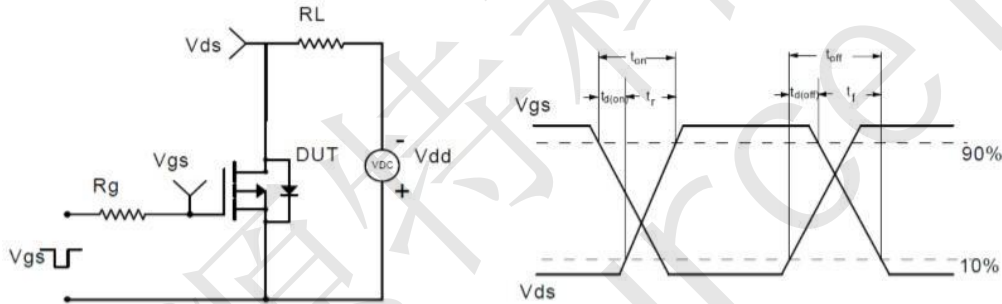 RL
Vds
DUT
VDC
-
+
Vdd
Vgs
Rg
Vgs
ton
toff
td(on)
tr
td(off)
tf
Vgs
90%
10%
Vds